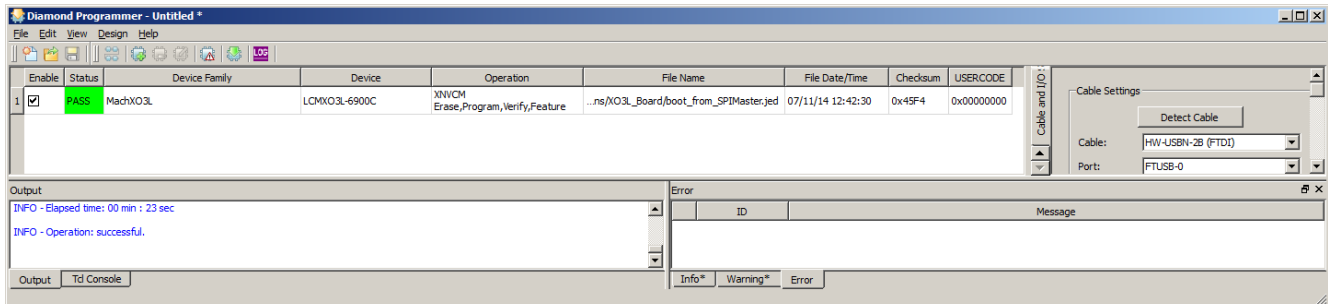 Diamond Programmer - Untitled *
File Edit View Design Help
LOG
Enable Status Device Family Device Operation File Name File Date/Time Checksum USERCODE
1 PASS MachXO3L LCMXO3L-6900C XNVCM Erase,Program,Verify,Feature ...ns/XO3L_Board/boot_from_SPIMaster.jed 07/11/14 12:42:30 0x45F4 0x00000000
Cable and I/O
Cable Settings
Detect Cable
Cable: HW-USBN-2B (FTDI)
Port: FTUSB-0
Output
INFO - Elapsed time: 00 min : 23 sec
INFO - Operation: successful.
Output Tcl Console
Error
ID Message
Info* Warning* Error